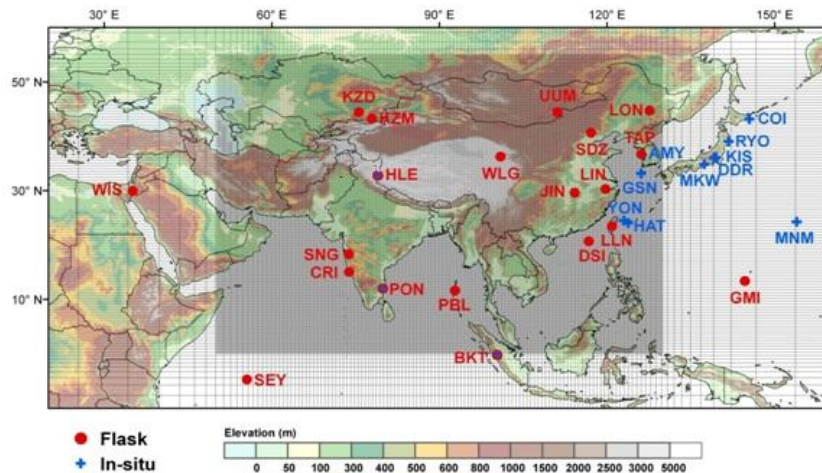 30° E 60° E 90° E 120° E 150° E
50° N
30° N
10° N
KZD
KZM
UUM
LON
COI
SDZ
TAP
AMY
RYO
KIS
DDR
MKW
WIS
HLE
WLG
LIN
JIN
GSN
YON
HAT
LLN
DSI
MNM
SNG
CRI
PON
PBL
GMI
BKT
SEY
Flask
In-situ
Elevation (m)
0 50 100 300 400 500 600 800 1000 1500 2000 3000 5000